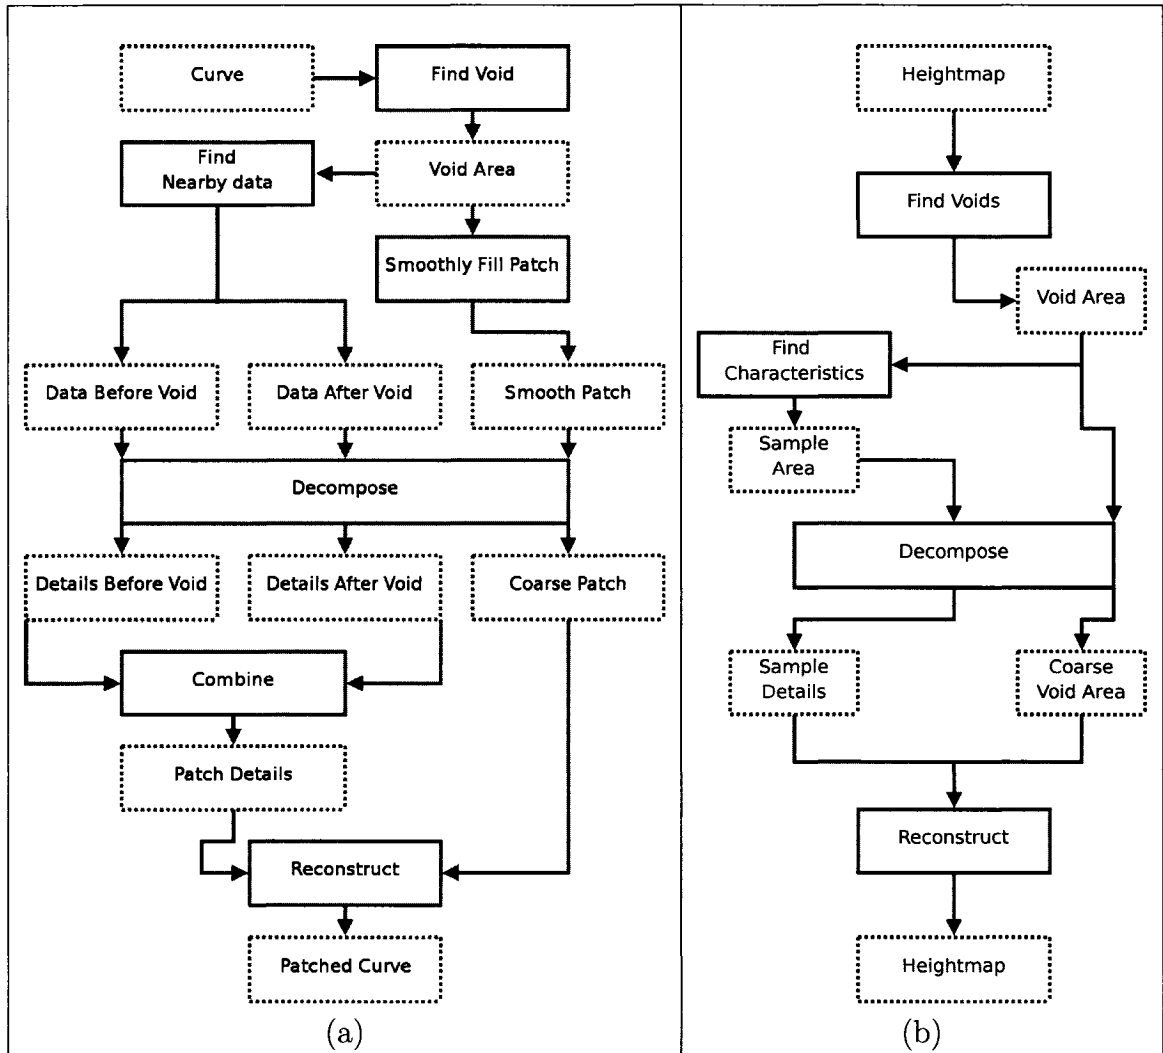 Curve
Find Void
Find
Nearby data
Void Area
Smoothly Fill Patch
Data Before Void
Data After Void
Smooth Patch
Decompose
Details Before Void
Details After Void
Coarse Patch
Combine
Patch Details
Reconstruct
Patched Curve
(a)
Heightmap
Find Voids
Void Area
Find
Characteristics
Sample
Area
Decompose
Sample
Details
Coarse
Void Area
Reconstruct
Heightmap
(b)